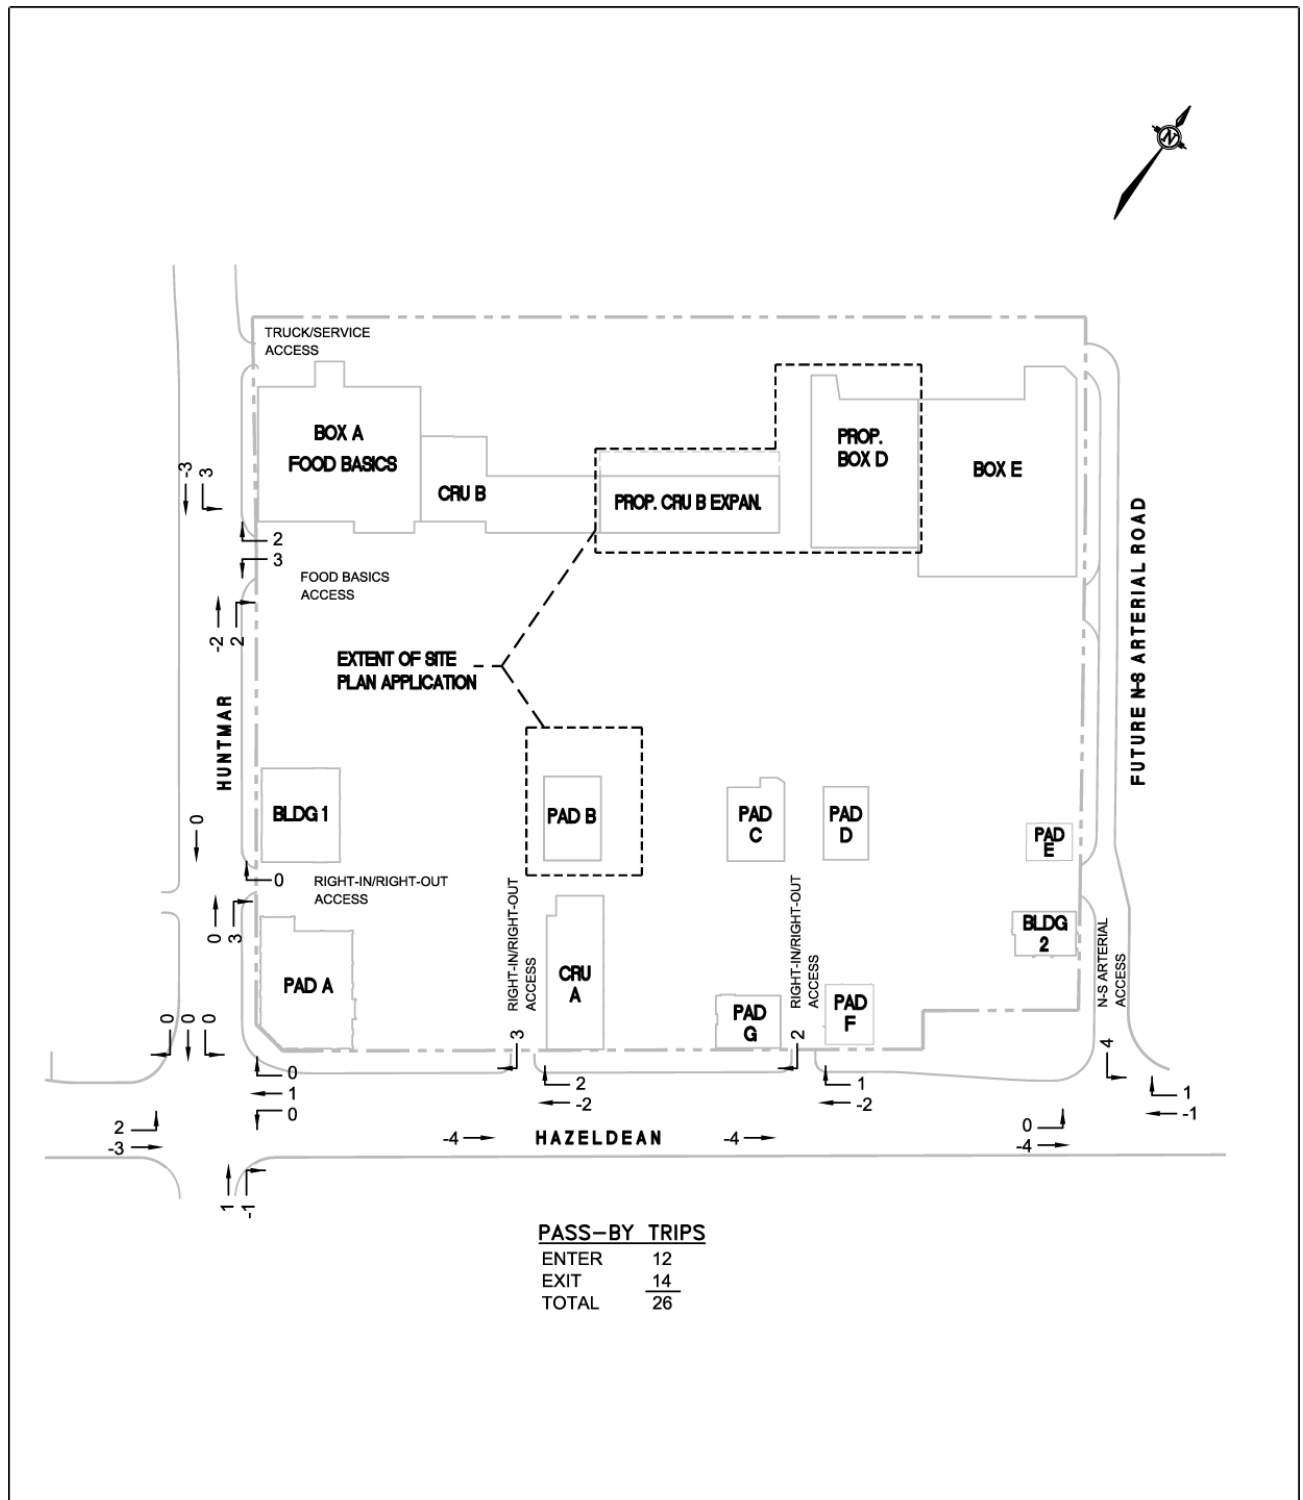 N
TRUCK/SERVICE
ACCESS
BOX A
FOOD BASICS
CRU B
PROP. CRU B EXPAN.
PROP.
BOX D
BOX E
-3
3
2
3
FOOD BASICS
ACCESS
-2
2
EXTENT OF SITE
PLAN APPLICATION
HUNTMAR
FUTURE N-S ARTERIAL ROAD
BLDG 1
PAD B
PAD
C
PAD
D
PAD
E
0
0
RIGHT-IN/RIGHT-OUT
ACCESS
0
3
PAD A
RIGHT-IN/RIGHT-OUT
ACCESS
CRU
A
RIGHT-IN/RIGHT-OUT
ACCESS
PAD
G
PAD
F
BLDG
2
N-S ARTERIAL
ACCESS
0
0
0
3
2
4
0
1
0
2
-2
1
-2
1
-1
2
-3
-4
HAZELDEAN
-4
0
-4
1
-1
PASS-BY TRIPS
ENTER 12
EXIT 14
TOTAL 26